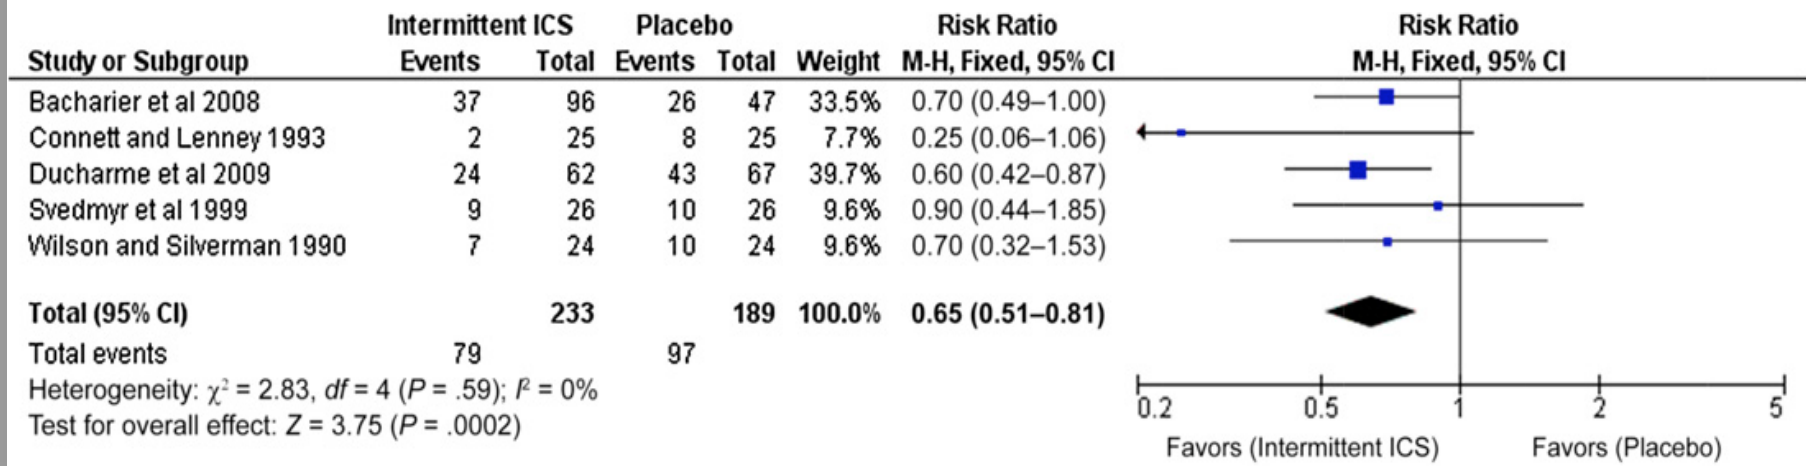 Intermittent ICS Placebo Risk Ratio Risk Ratio
Study or Subgroup Events Total Events Total Weight M-H, Fixed, 95% CI M-H, Fixed, 95% CI
Bacharier et al 2008 37 96 26 47 33.5% 0.70 (0.49–1.00)
Connett and Lenney 1993 2 25 8 25 7.7% 0.25 (0.06–1.06)
Ducharme et al 2009 24 62 43 67 39.7% 0.60 (0.42–0.87)
Svedmyr et al 1999 9 26 10 26 9.6% 0.90 (0.44–1.85)
Wilson and Silverman 1990 7 24 10 24 9.6% 0.70 (0.32–1.53)
Total (95% CI) 233 189 100.0% 0.65 (0.51–0.81)
Total events 79 97
Heterogeneity: χ² = 2.83, df = 4 (P = .59); I² = 0%
Test for overall effect: Z = 3.75 (P = .0002)
0.2 0.5 1 2 5
Favors (Intermittent ICS) Favors (Placebo)